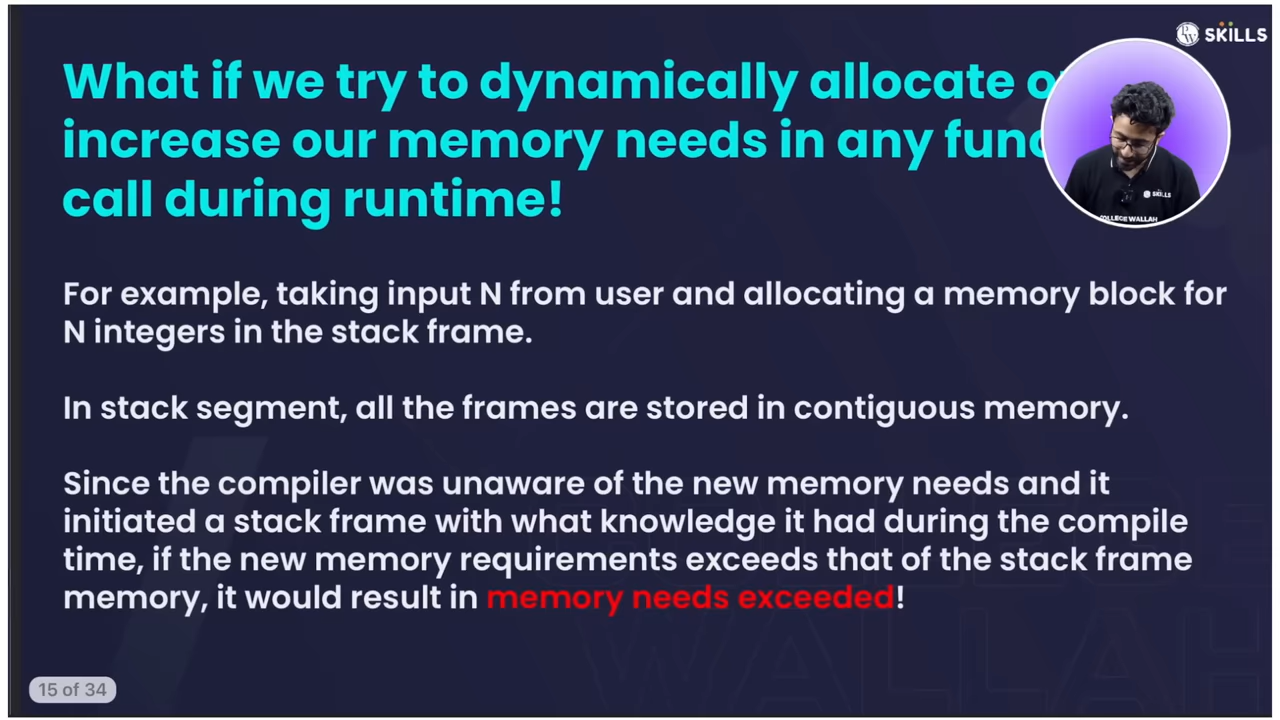 SKILLS
What if we try to dynamically allocate
increase our memory needs in any
call during runtime!
SKILLS
COLLEGE WALLAH
For example, taking input N from user and allocating a memory block for
N integers in the stack frame.
In stack segment, all the frames are stored in contiguous memory.
Since the compiler was unaware of the new memory needs and it
initiated a stack frame with what knowledge it had during the compile
time, if the new memory requirements exceeds that of the stack frame
memory, it would result in memory needs exceeded!
15 of 34